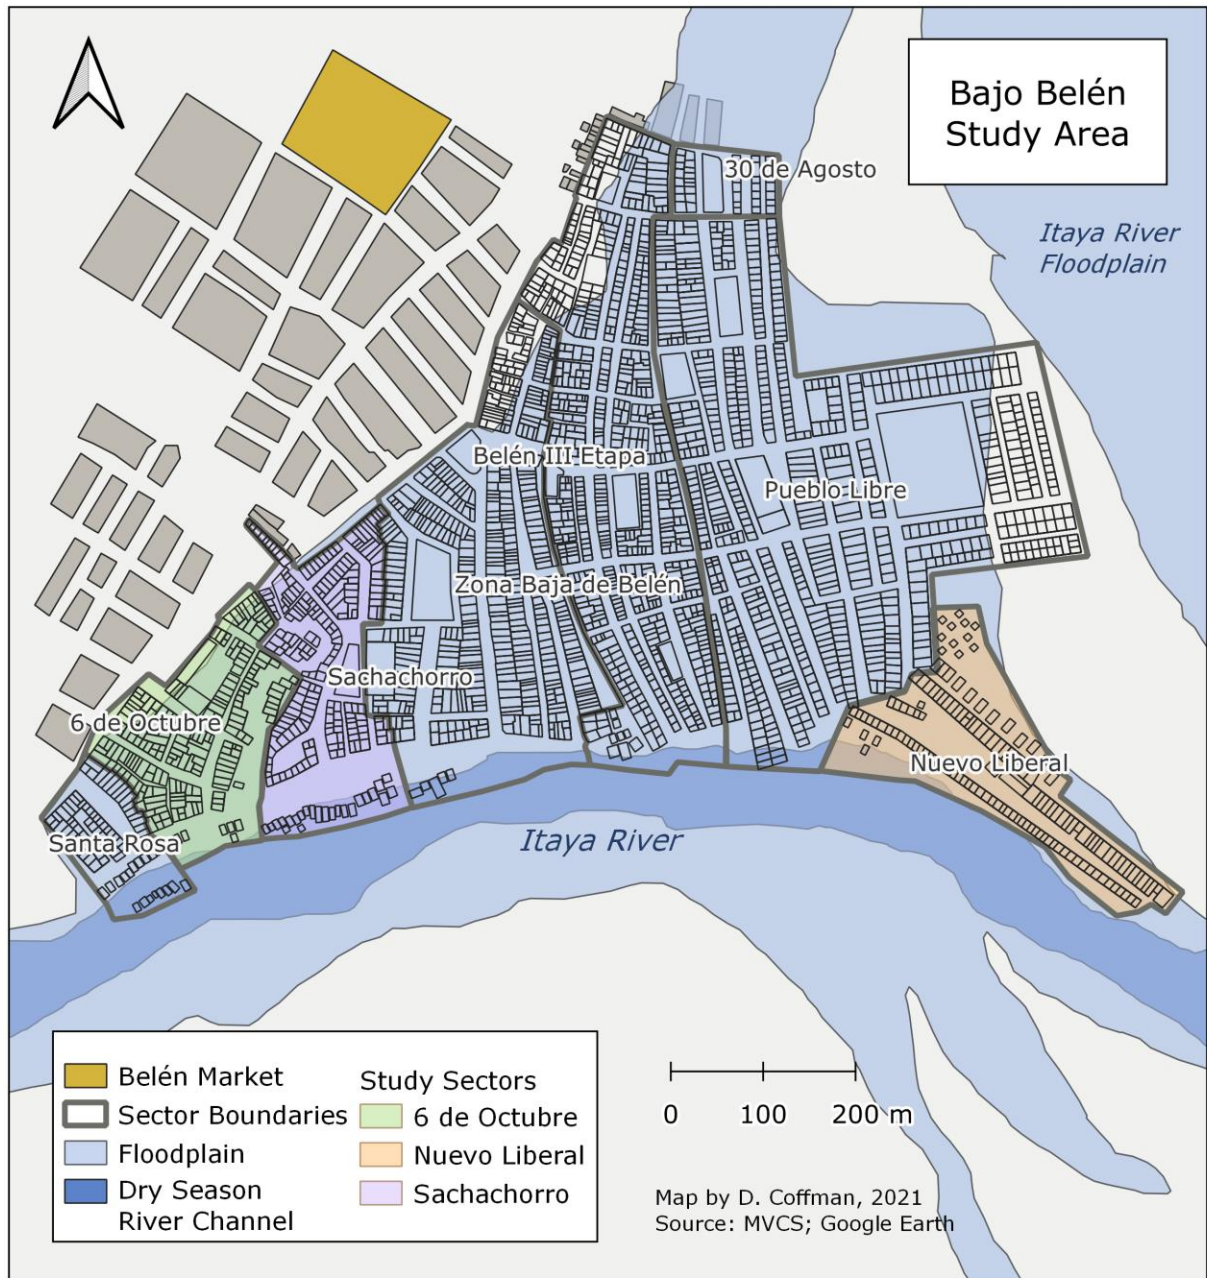 Bajo Belén
Study Area
30 de Agosto
Itaya River
Floodplain
Belén III Etapa
Pueblo Libre
Zona Baja de Belén
Sachachorro
6 de Octubre
Nuevo Liberal
Santa Rosa
Itaya River
Belén Market
Sector Boundaries
Floodplain
Dry Season
River Channel
Study Sectors
6 de Octubre
Nuevo Liberal
Sachachorro
0 100 200 m
Map by D. Coffman, 2021
Source: MVCS; Google Earth